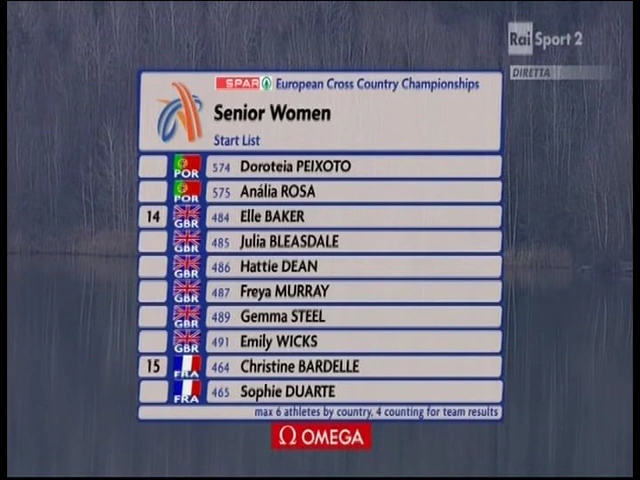 Rai Sport 2
DIRETTA
SPAR European Cross Country Championships
Senior Women
Start List
POR 574 Doroteia PEIXOTO
POR 575 Anália ROSA
14 GBR 484 Elle BAKER
GBR 485 Julia BLEASDALE
GBR 486 Hattie DEAN
GBR 487 Freya MURRAY
GBR 489 Gemma STEEL
GBR 491 Emily WICKS
15 FRA 464 Christine BARDELLE
FRA 465 Sophie DUARTE
max 6 athletes by country, 4 counting for team results
Ω OMEGA